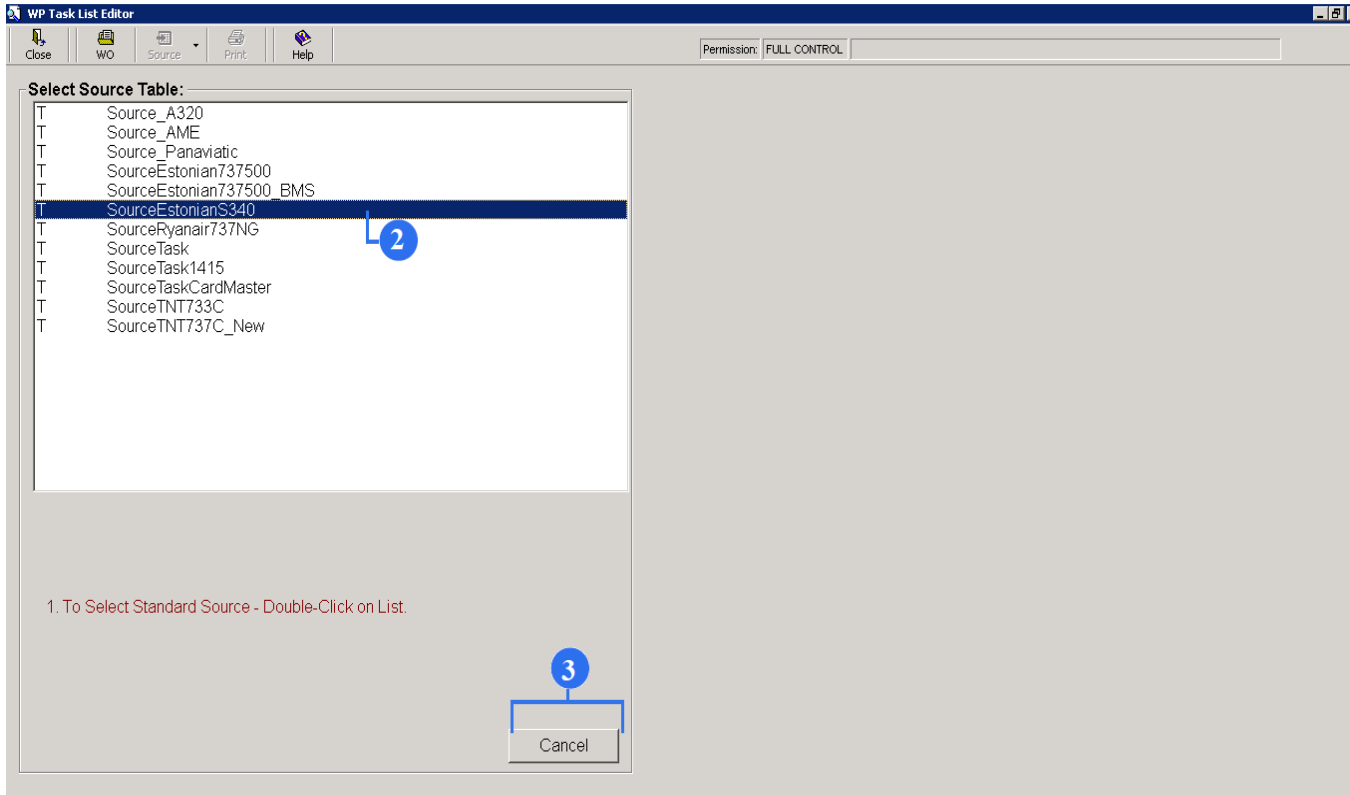 WP Task List Editor
Close WO Source Print Help Permission: FULL CONTROL
Select Source Table:
T Source_A320
T Source_AME
T Source_Panaviatic
T SourceEstonian737500
T SourceEstonian737500_BMS
T SourceEstonianS340
T SourceRyanair737NG
2
T SourceTask
T SourceTask1415
T SourceTaskCardMaster
T SourceTNT733C
T SourceTNT737C_New
1. To Select Standard Source - Double-Click on List.
3
Cancel